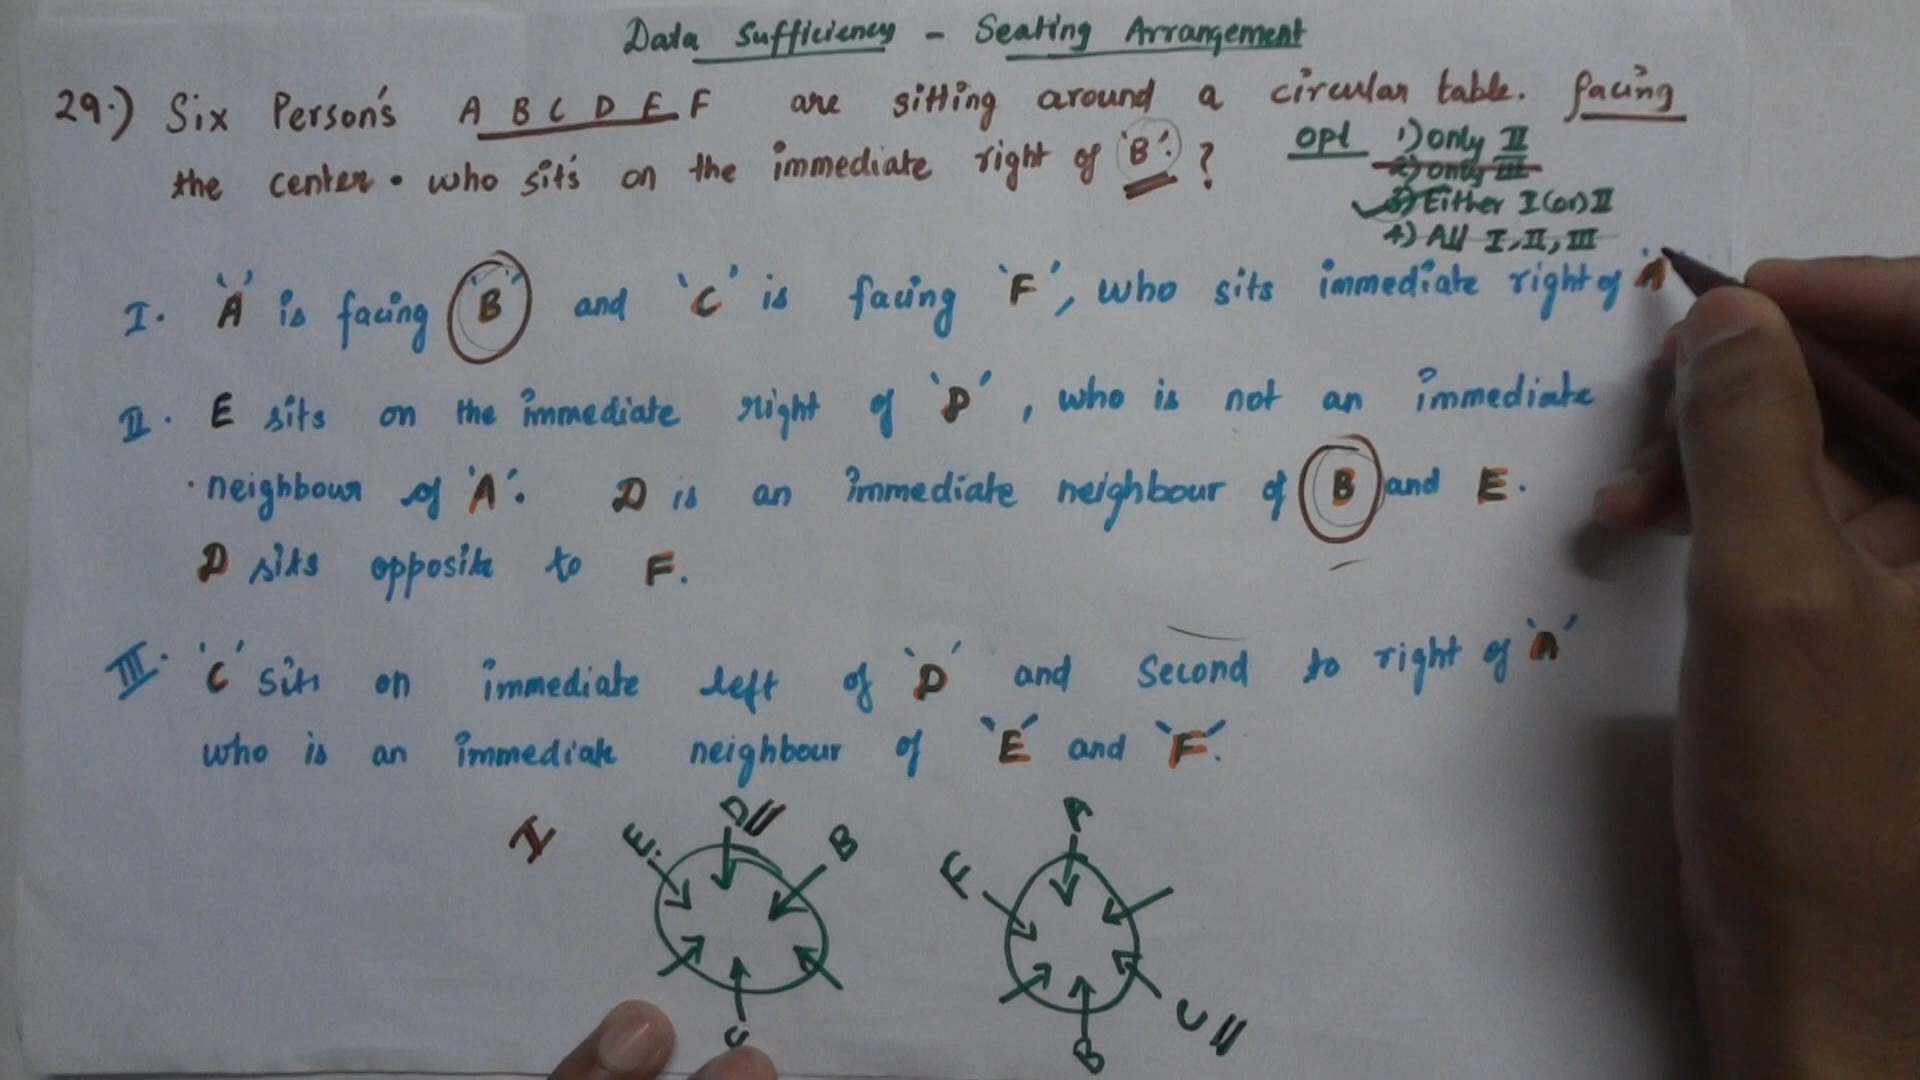 Data Sufficiency - Seating Arrangement
29.) Six Person's A B C D E F are sitting around a circular table. facing
the center. who sit's on the immediate right of 'B'. ?
opt 1) only II
2) only III
3) Either I (or) II
4) All I, II, III
I. 'A' is facing 'B' and 'C' is facing 'F', who sits immediate right of 'A'
II. E sits on the immediate right of 'D', who is not an immediate
neighbour of 'A'. D is an immediate neighbour of B and E.
D sits opposite to F.
III. 'C' sits on immediate left of 'D' and second to right of 'A'
who is an immediate neighbour of 'E' and 'F'.
I
E. D B
A
F
C
B